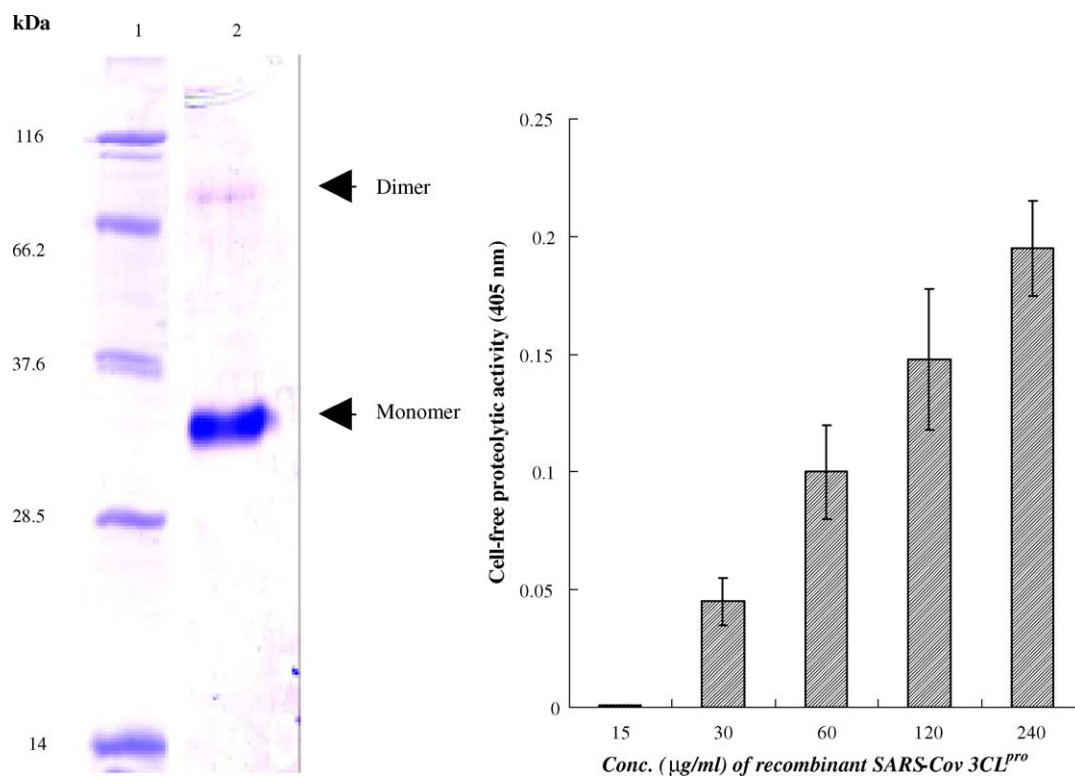 kDa
1 2
116
66.2
37.6
28.5
14
Dimer
Monomer
Cell-free proteolytic activity (405 nm)
0.25
0.2
0.15
0.1
0.05
0
15 30 60 120 240
Conc. (µg/ml) of recombinant SARS-Cov 3CLpro